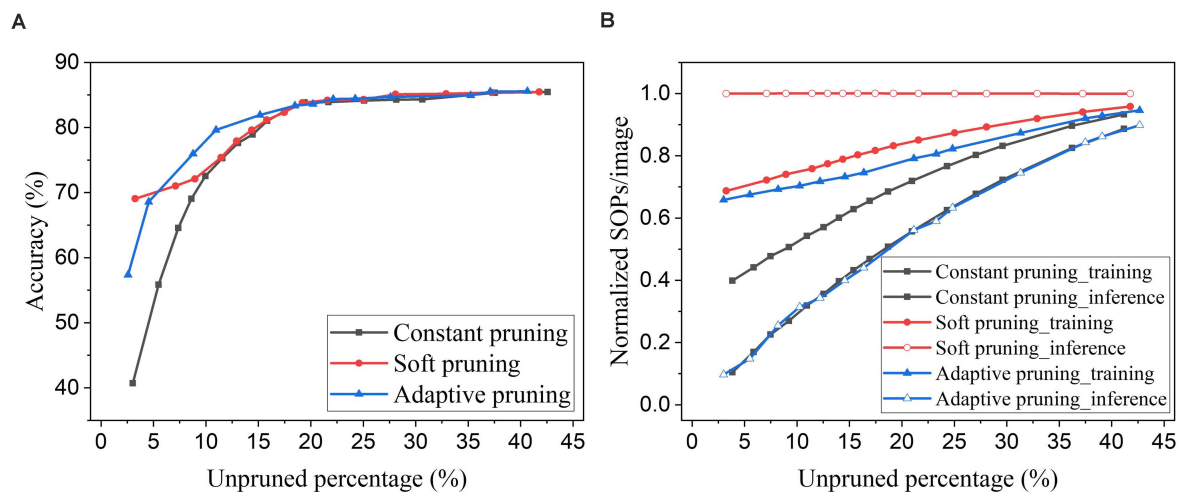 A
Accuracy (%)
90
80
70
60
50
40
0 5 10 15 20 25 30 35 40 45
Unpruned percentage (%)
Constant pruning
Soft pruning
Adaptive pruning
B
Normalized SOPs/image
1.0
0.8
0.6
0.4
0.2
0.0
0 5 10 15 20 25 30 35 40 45
Unpruned percentage (%)
Constant pruning_training
Constant pruning_inference
Soft pruning_training
Soft pruning_inference
Adaptive pruning_training
Adaptive pruning_inference